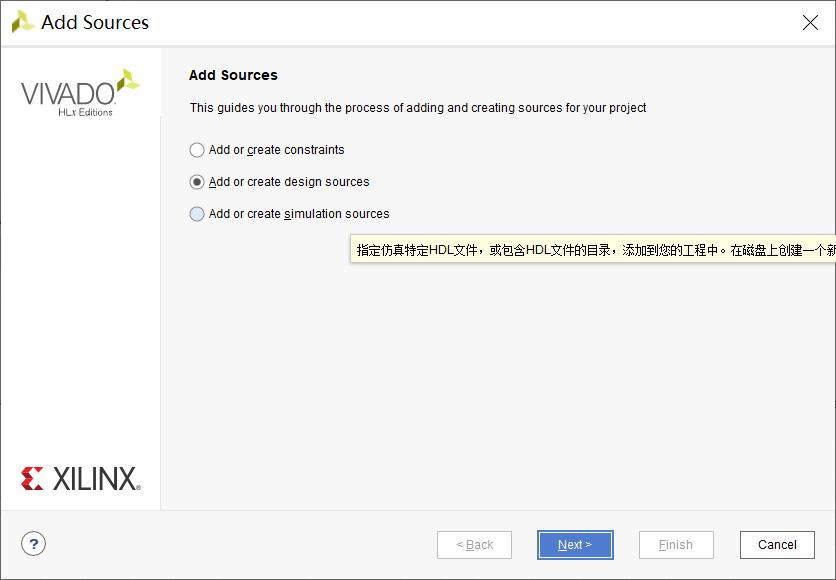 Add Sources
VIVADO.
HLx Editions
Add Sources
This guides you through the process of adding and creating sources for your project
Add or create constraints
Add or create design sources
Add or create simulation sources
指定仿真特定HDL文件，或包含HDL文件的目录，添加到您的工程中。在磁盘上创建一个新
XILINX®
?
< Back
Next >
Finish
Cancel